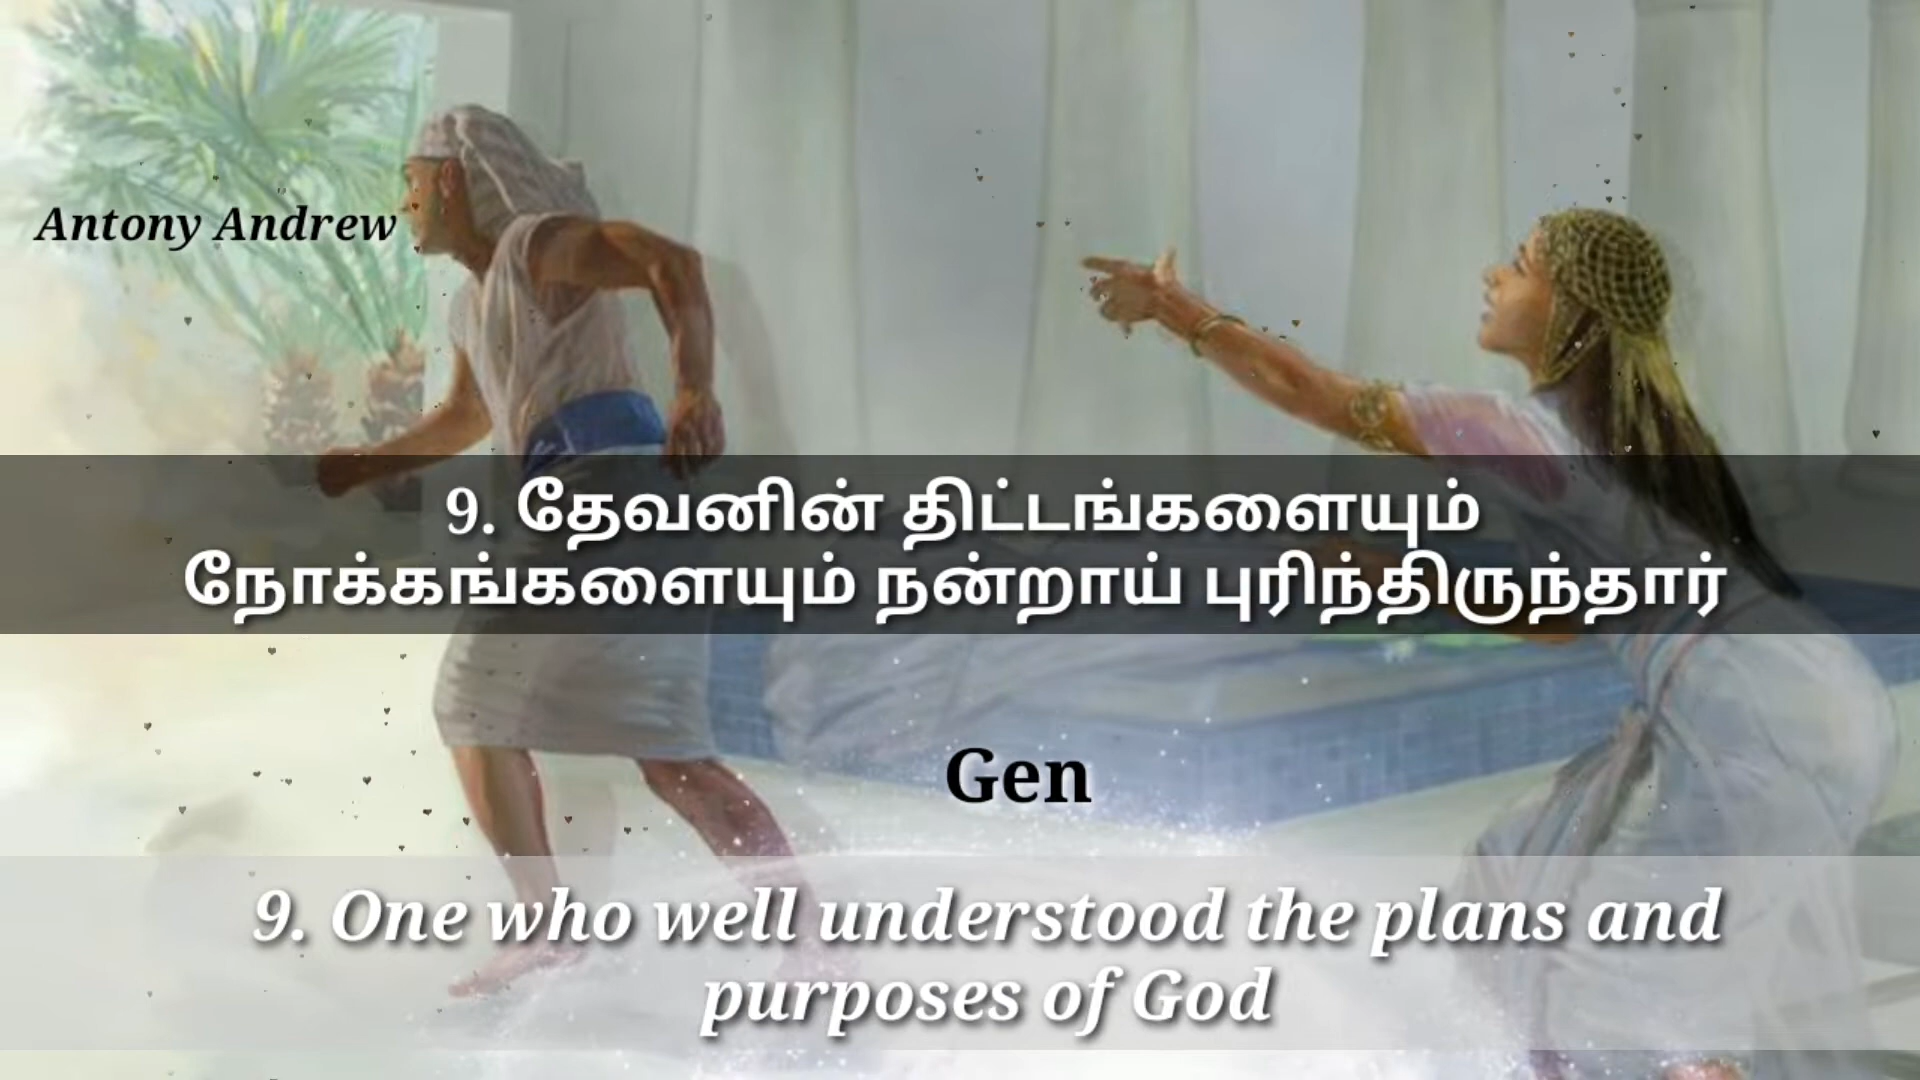 Antony Andrew
9. தேவனின் திட்டங்களையும்
நோக்கங்களையும் நன்றாய் புரிந்திருந்தார்
Gen
9. One who well understood the plans and
purposes of God